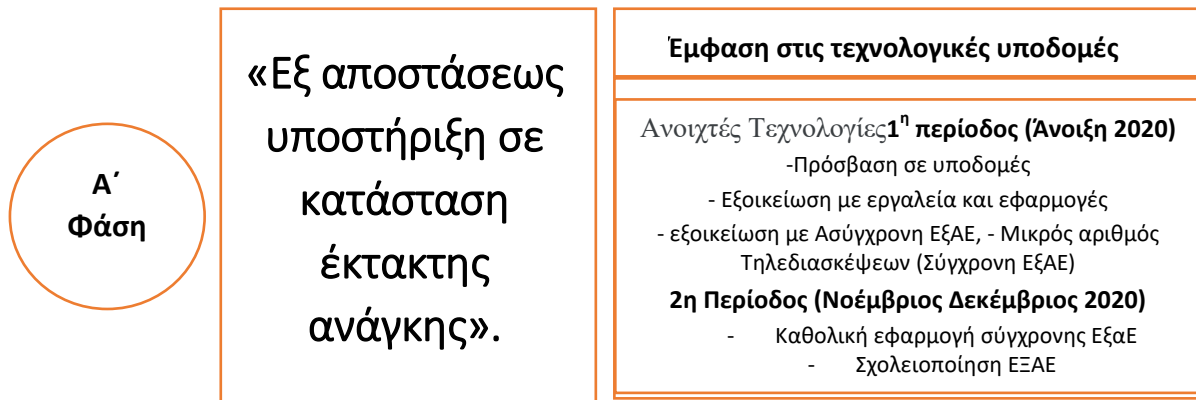 Α΄
Φάση
«Εξ αποστάσεως
υποστήριξη σε
κατάσταση
έκτακτης
ανάγκης».
Έμφαση στις τεχνολογικές υποδομές
Ανοιχτές Τεχνολογίες1η περίοδος (Άνοιξη 2020)
-Πρόσβαση σε υποδομές
- Εξοικείωση με εργαλεία και εφαρμογές
- εξοικείωση με Ασύγχρονη ΕξΑΕ, - Μικρός αριθμός
Τηλεδιασκέψεων (Σύγχρονη ΕξΑΕ)
2η Περίοδος (Νοέμβριος Δεκέμβριος 2020)
- Καθολική εφαρμογή σύγχρονης ΕξαΕ
- Σχολειοποίηση ΕΞΑΕ